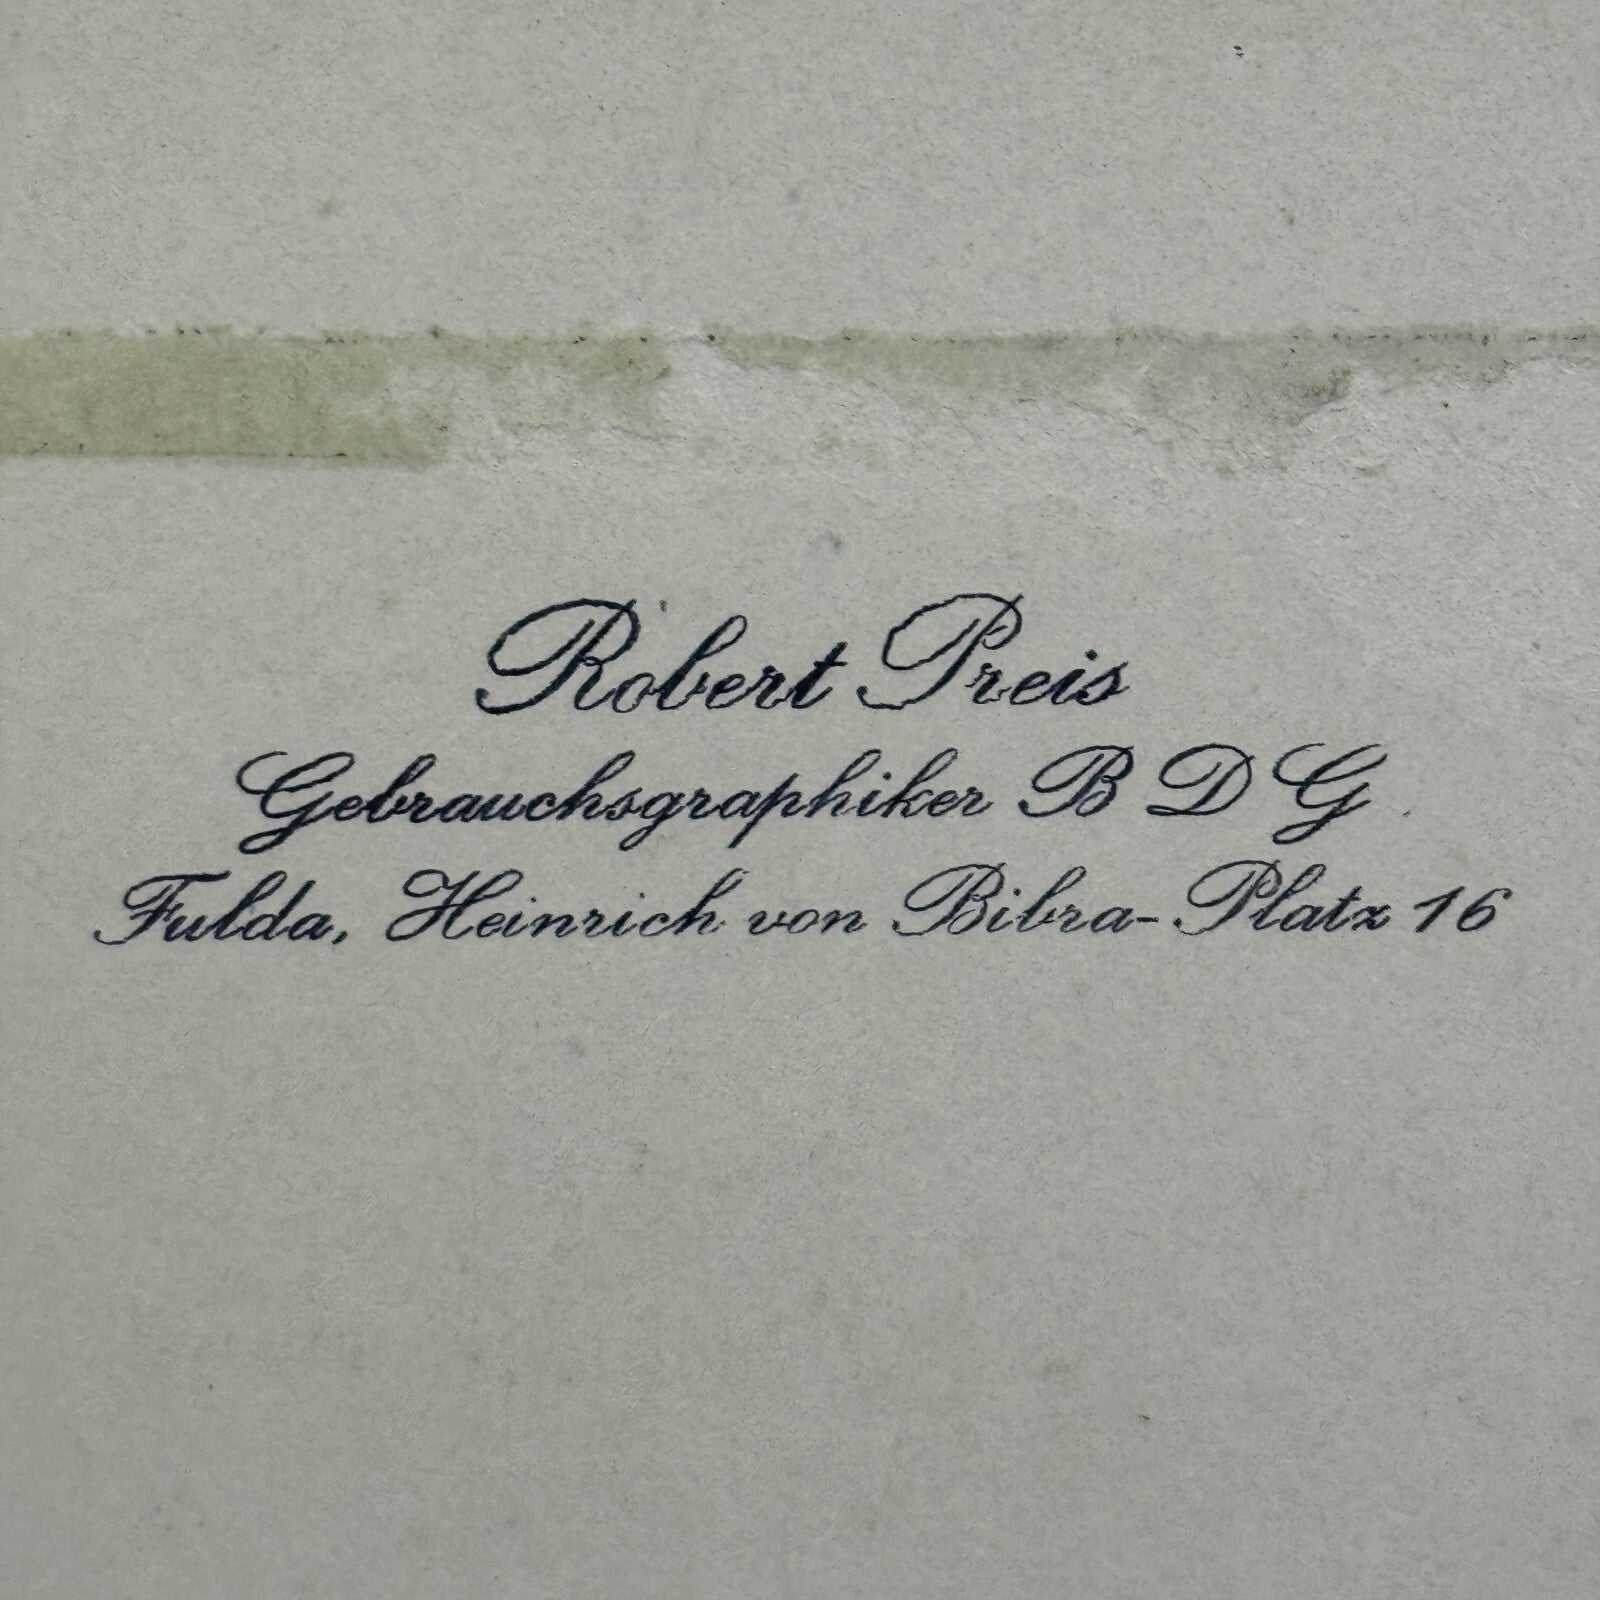 Robert Preis
Gebrauchsgraphiker B D G
Fulda, Heinrich von Bibra-Platz 16